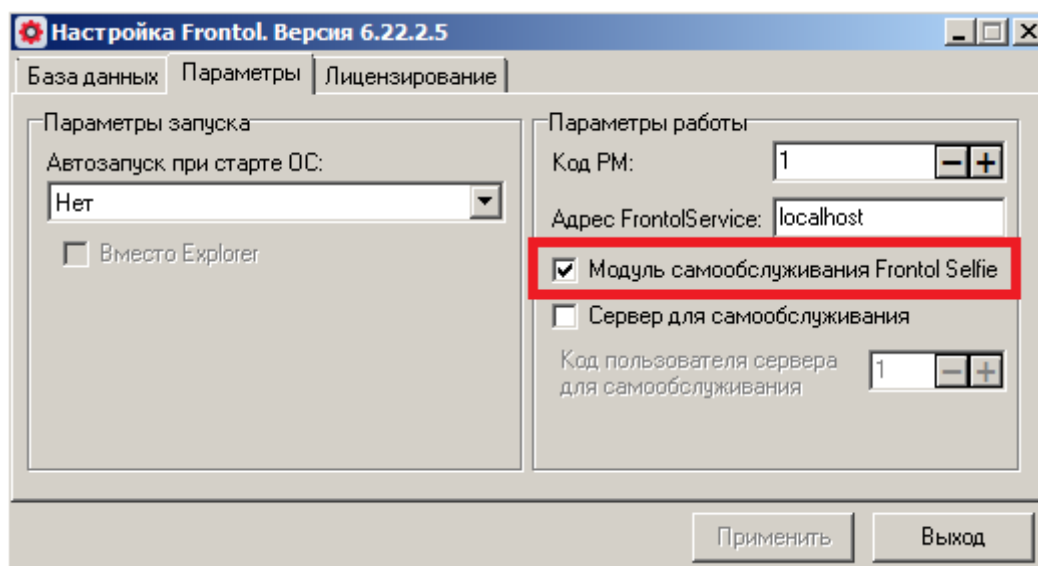 Настройка Frontol. Версия 6.22.2.5
База данных Параметры Лицензирование
Параметры запуска
Автозапуск при старте ОС:
Нет
Вместо Explorer
Параметры работы
Код РМ: 1
Адрес FrontolService: localhost
Модуль самообслуживания Frontol Selfie
Сервер для самообслуживания
Код пользователя сервера 1
для самообслуживания
Применить Выход